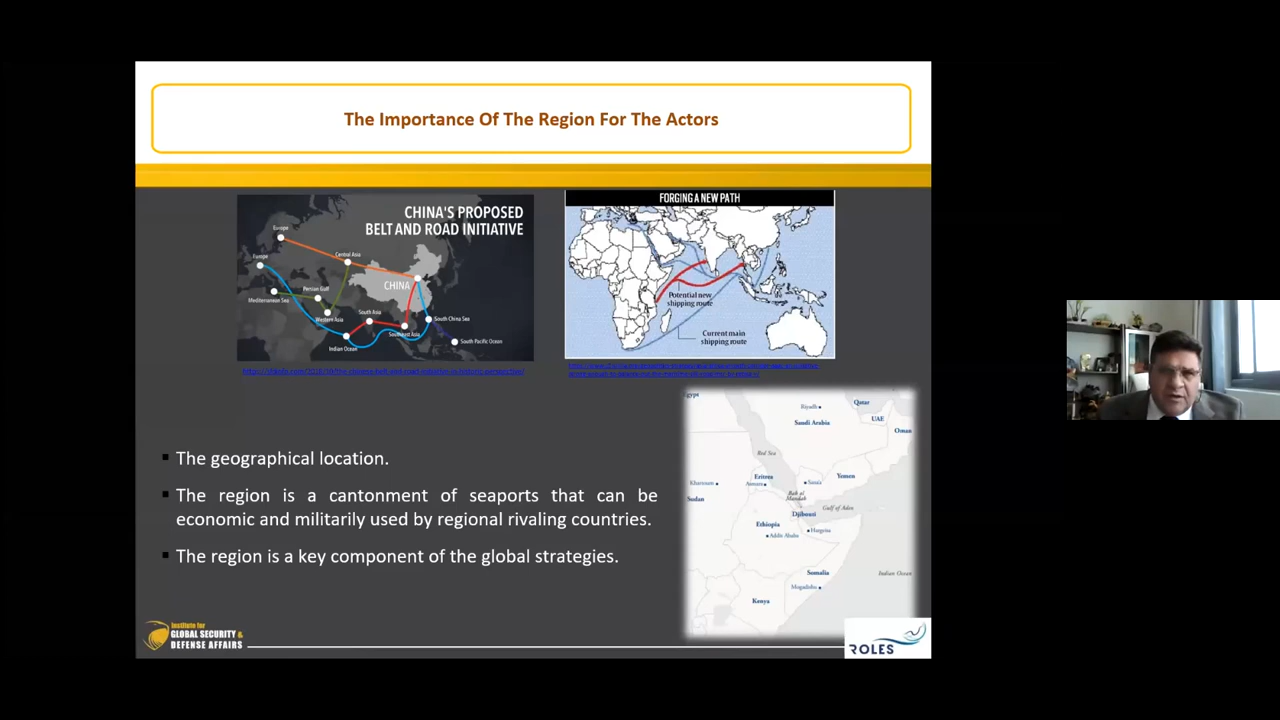 The Importance Of The Region For The Actors
CHINA'S PROPOSED
BELT AND ROAD INITIATIVE
Europe
Europe
Central Asia
CHINA
Mediterranean Sea
Persian Gulf
Western Asia
South Asia
Southeast Asia
South China Sea
Indian Ocean
South Pacific Ocean
FORGING A NEW PATH
Potential new
shipping route
Current main
shipping route
The geographical location.
The region is a cantonment of seaports that can be
economic and militarily used by regional rivaling countries.
The region is a key component of the global strategies.
Egypt
Riyadh
Qatar
Saudi Arabia
UAE
Oman
Red Sea
Khartoum
Eritrea
Asmara
Sana'a
Yemen
Sudan
Bab al
Mandab
Gulf of Aden
Djibouti
Ethiopia
Addis Ababa
Hargeisa
Somalia
Indian Ocean
Mogadishu
Kenya
Institute for
GLOBAL SECURITY &
DEFENSE AFFAIRS
ROLES